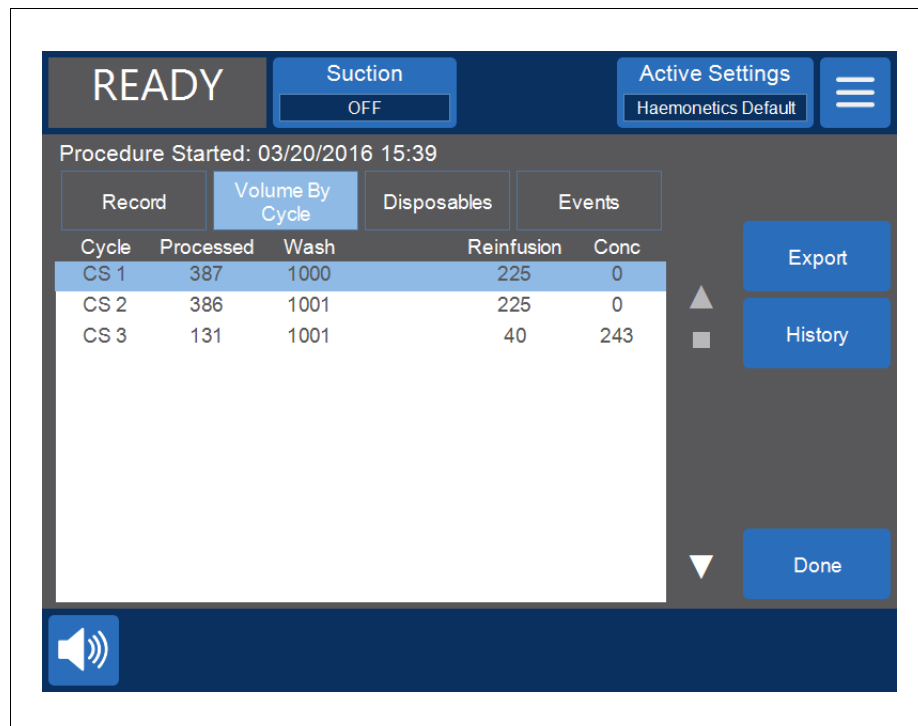 READY
Suction
OFF
Active Settings
Haemonetics Default
Procedure Started: 03/20/2016 15:39
Record
Volume By
Cycle
Disposables
Events
Cycle Processed Wash Reinfusion Conc
CS 1 387 1000 225 0
CS 2 386 1001 225 0
CS 3 131 1001 40 243
Export
History
Done